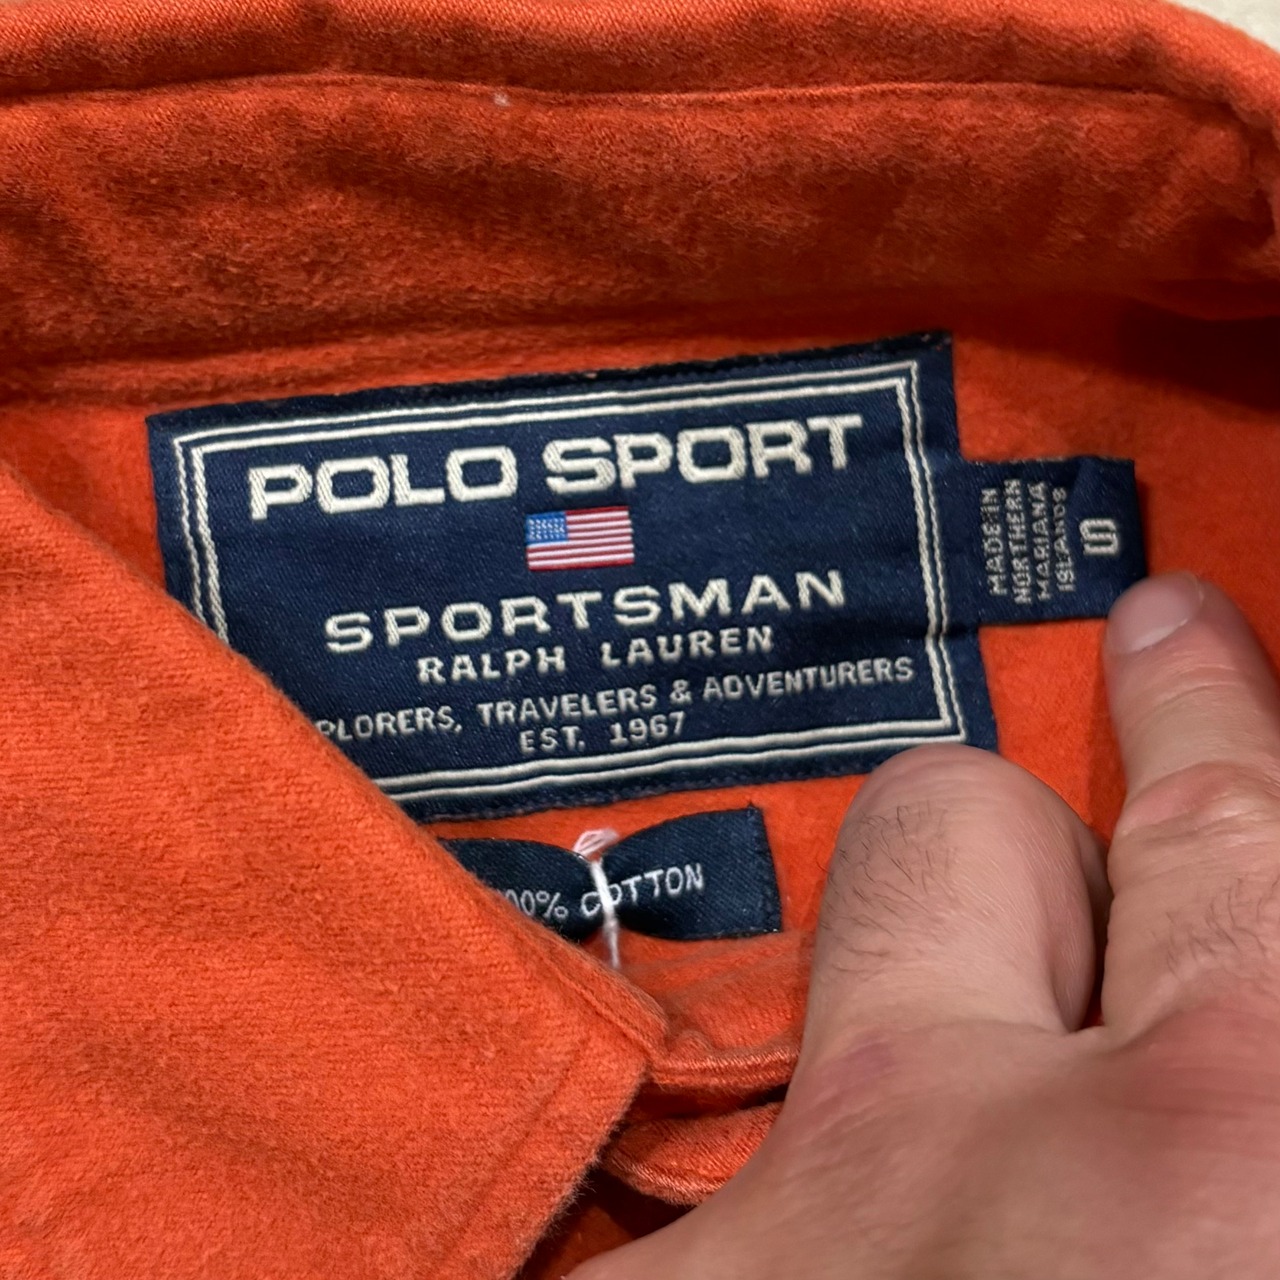 POLO SPORT
SPORTSMAN
RALPH LAUREN
PLORERS, TRAVELERS & ADVENTURERS
EST. 1967
MADE IN
NORTHERN
MARIANA
ISLANDS
S
00% COTTON